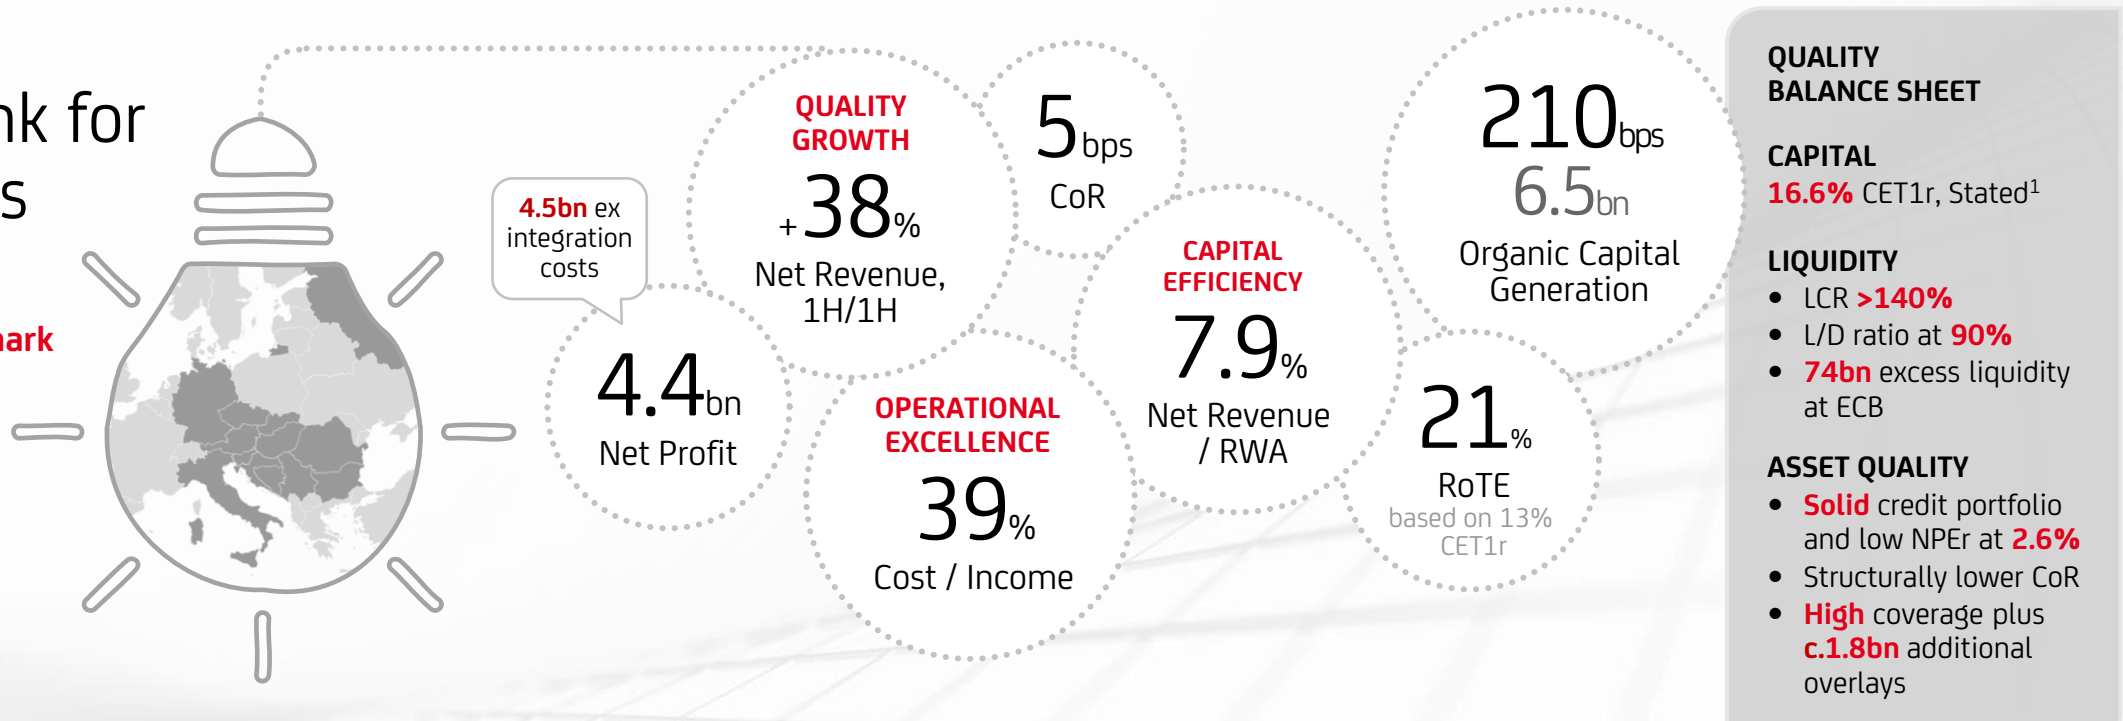 for
4.5bn ex
integration
costs
4.4bn
Net Profit
QUALITY
GROWTH
+38%
Net Revenue,
1H/1H
5bps
CoR
OPERATIONAL
EXCELLENCE
39%
Cost / Income
CAPITAL
EFFICIENCY
7.9%
Net Revenue
/ RWA
210bps
6.5bn
Organic Capital
Generation
21%
RoTE
based on 13%
CET1r
QUALITY
BALANCE SHEET
CAPITAL
16.6% CET1r, Stated¹
LIQUIDITY
• LCR >140%
• L/D ratio at 90%
• 74bn excess liquidity
at ECB
ASSET QUALITY
• Solid credit portfolio
and low NPEr at 2.6%
• Structurally lower CoR
• High coverage plus
c.1.8bn additional
overlays